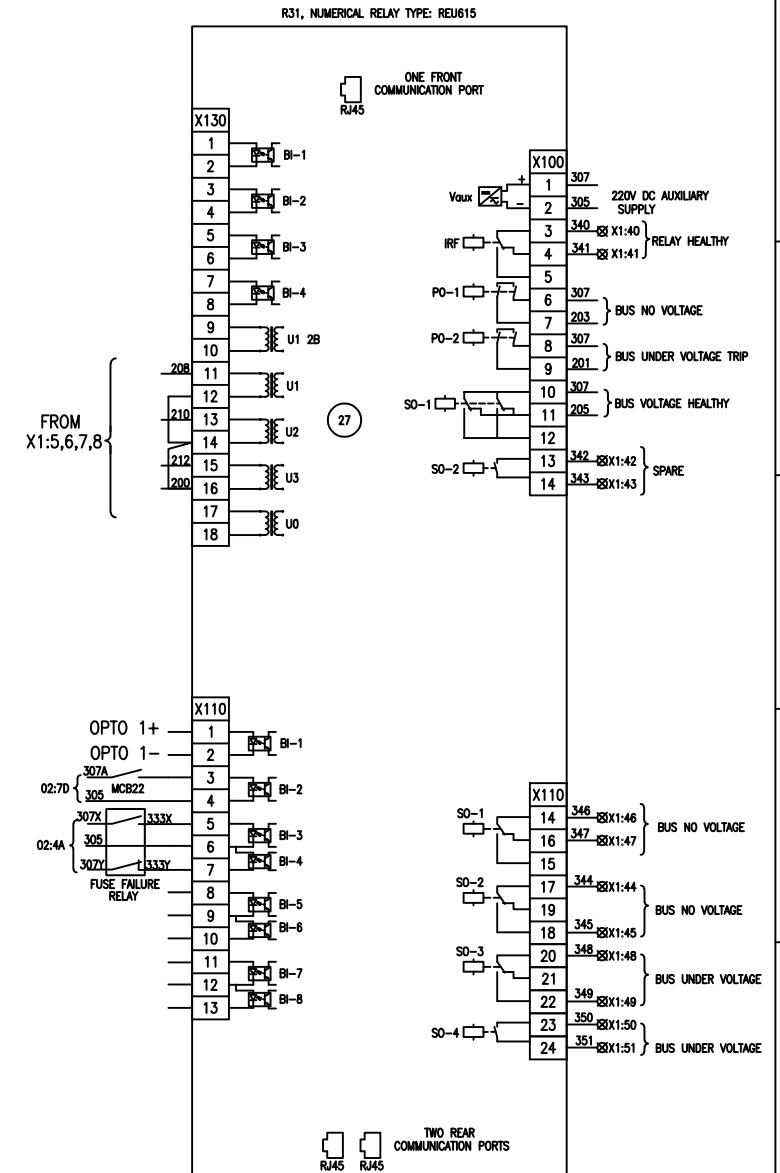 R31, NUMERICAL RELAY TYPE: REU615
ONE FRONT
COMMUNICATION PORT
RJ45
X130
1
2
BI-1
3
4
BI-2
5
6
BI-3
7
8
BI-4
9
10
U1 2B
208
11
12
U1
210
13
14
U2
212
15
200
16
U3
17
18
U0
FROM
X1:5,6,7,8
27
X100
Vaux
+
-
1
307
2
305
220V DC AUXILIARY
SUPPLY
IRF
3
340
X1:40
4
341
X1:41
RELAY HEALTHY
5
PO-1
6
307
7
203
BUS NO VOLTAGE
PO-2
8
307
9
201
BUS UNDER VOLTAGE TRIP
SO-1
10
307
11
205
BUS VOLTAGE HEALTHY
12
SO-2
13
342
X1:42
14
343
X1:43
SPARE
X110
OPTO 1+
1
OPTO 1-
2
BI-1
02:7D
307A
MCB22
3
305
4
BI-2
02:4A
307X
333X
5
BI-3
305
6
307Y
333Y
7
BI-4
FUSE FAILURE
RELAY
8
BI-5
9
BI-6
10
11
BI-7
12
BI-8
13
X110
SO-1
14
346
X1:46
16
347
X1:47
BUS NO VOLTAGE
15
SO-2
17
344
X1:44
19
18
345
X1:45
BUS NO VOLTAGE
SO-3
20
348
X1:48
21
22
349
X1:49
BUS UNDER VOLTAGE
SO-4
23
350
X1:50
24
351
X1:51
BUS UNDER VOLTAGE
TWO REAR
COMMUNICATION PORTS
RJ45
RJ45